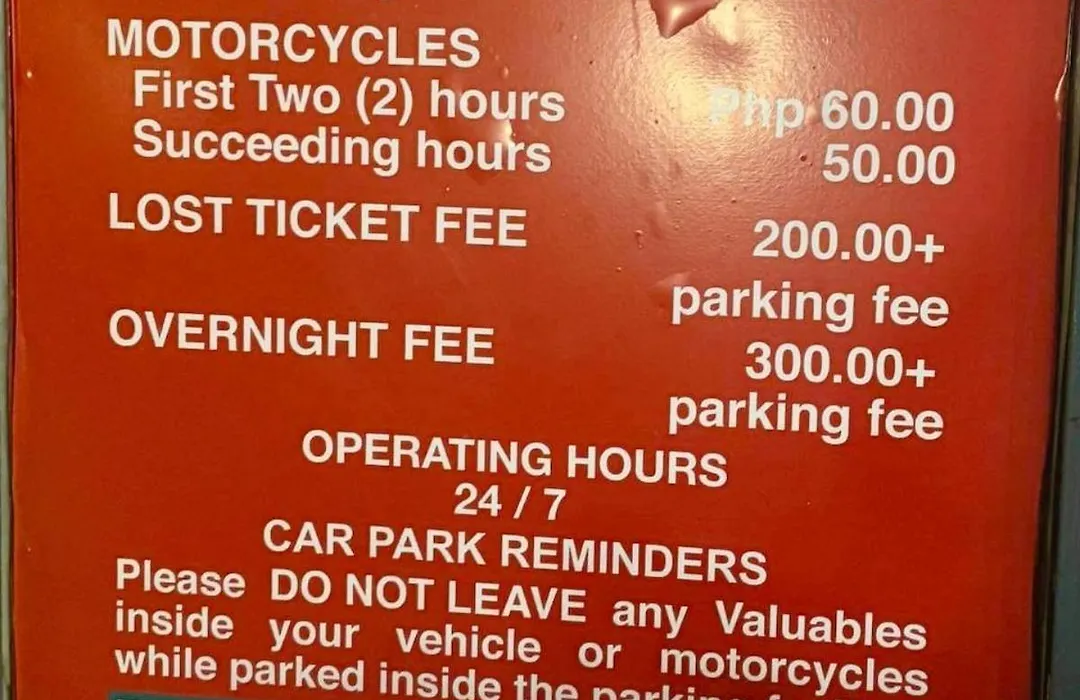 MOTORCYCLES
First Two (2) hours Php 60.00
Succeeding hours 50.00
LOST TICKET FEE 200.00+
parking fee
OVERNIGHT FEE 300.00+
parking fee
OPERATING HOURS
24 / 7
CAR PARK REMINDERS
Please DO NOT LEAVE any Valuables
inside your vehicle or motorcycles
while parked inside the parking